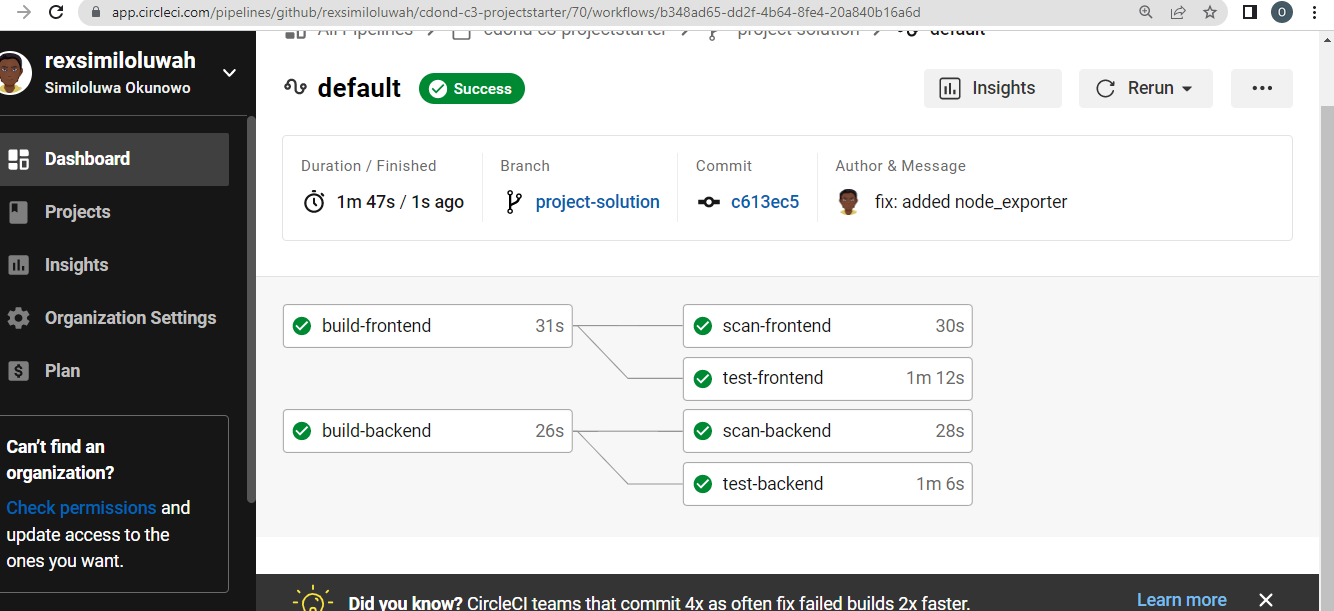 app.circleci.com/pipelines/github/rexsimiloluwah/cdond-c3-projectstarter/70/workflows/b348ad65-dd2f-4b64-8fe4-20a840b16a6d
O
All Pipelines
cdond-c3-projectstarter
project-solution
default
rexsimiloluwah
Similoluwa Okunowo
default
Success
Insights
Rerun
Dashboard
Projects
Insights
Organization Settings
Plan
Can't find an
organization?
Check permissions and
update access to the
ones you want.
Duration / Finished
Branch
Commit
Author & Message
1m 47s / 1s ago
project-solution
c613ec5
fix: added node_exporter
build-frontend 31s
scan-frontend 30s
test-frontend 1m 12s
build-backend 26s
scan-backend 28s
test-backend 1m 6s
Did you know? CircleCI teams that commit 4x as often fix failed builds 2x faster.
Learn more